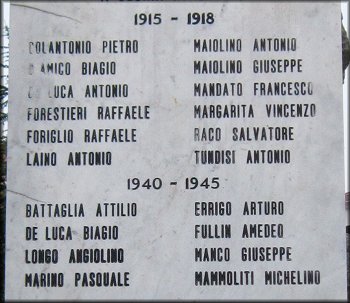 1915 - 1918
COLANTONIO PIETRO MAIOLINO ANTONIO
D'AMICO BIAGIO MAIOLINO GIUSEPPE
DE LUCA ANTONIO MANDATO FRANCESCO
FORESTIERI RAFFAELE MARGARITA VINCENZO
FORIGLIO RAFFAELE RACO SALVATORE
LAINO ANTONIO TUNDISI ANTONIO
1940 - 1945
BATTAGLIA ATTILIO ERRIGO ARTURO
DE LUCA BIAGIO FULLIN AMEDEO
LONGO ANGIOLINO MANCO GIUSEPPE
MARINO PASQUALE MAMMOLITI MICHELINO